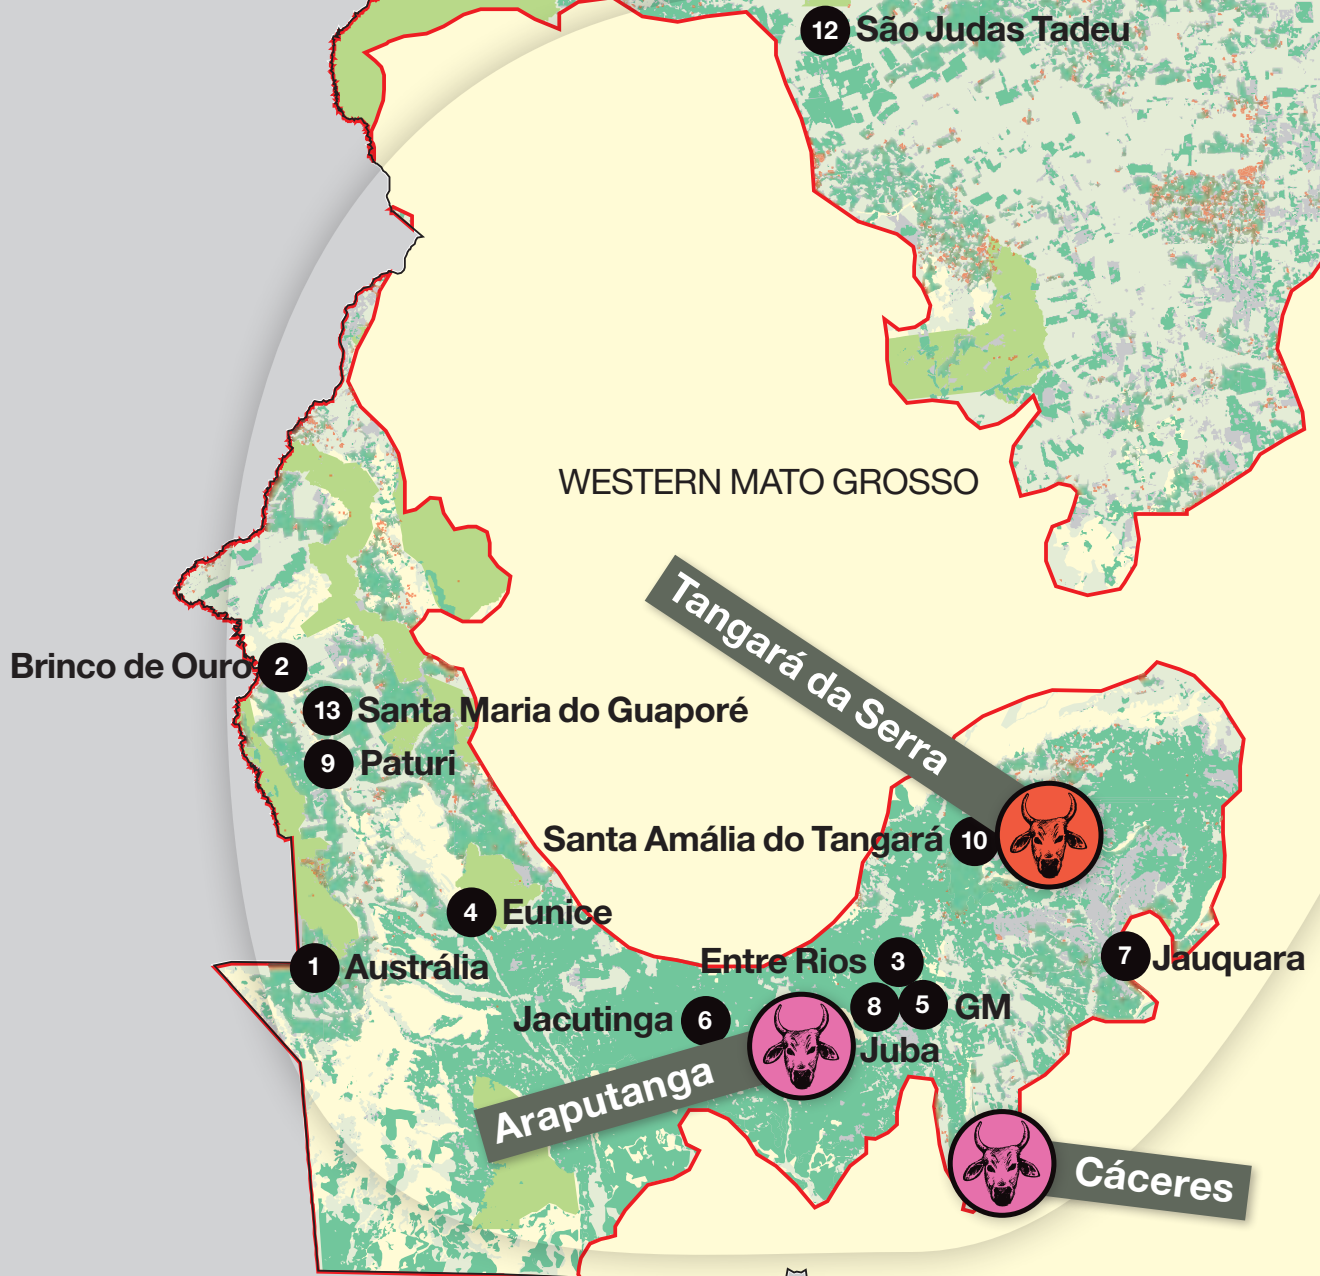 12 São Judas Tadeu
WESTERN MATO GROSSO
Tangará da Serra
Brinco de Ouro 2
13 Santa Maria do Guaporé
9 Paturi
Santa Amália do Tangará 10
4 Eunice
Entre Rios 3
7 Jauquara
1 Austrália
8 5 GM
Jacutinga 6
Juba
Araputanga
Cáceres